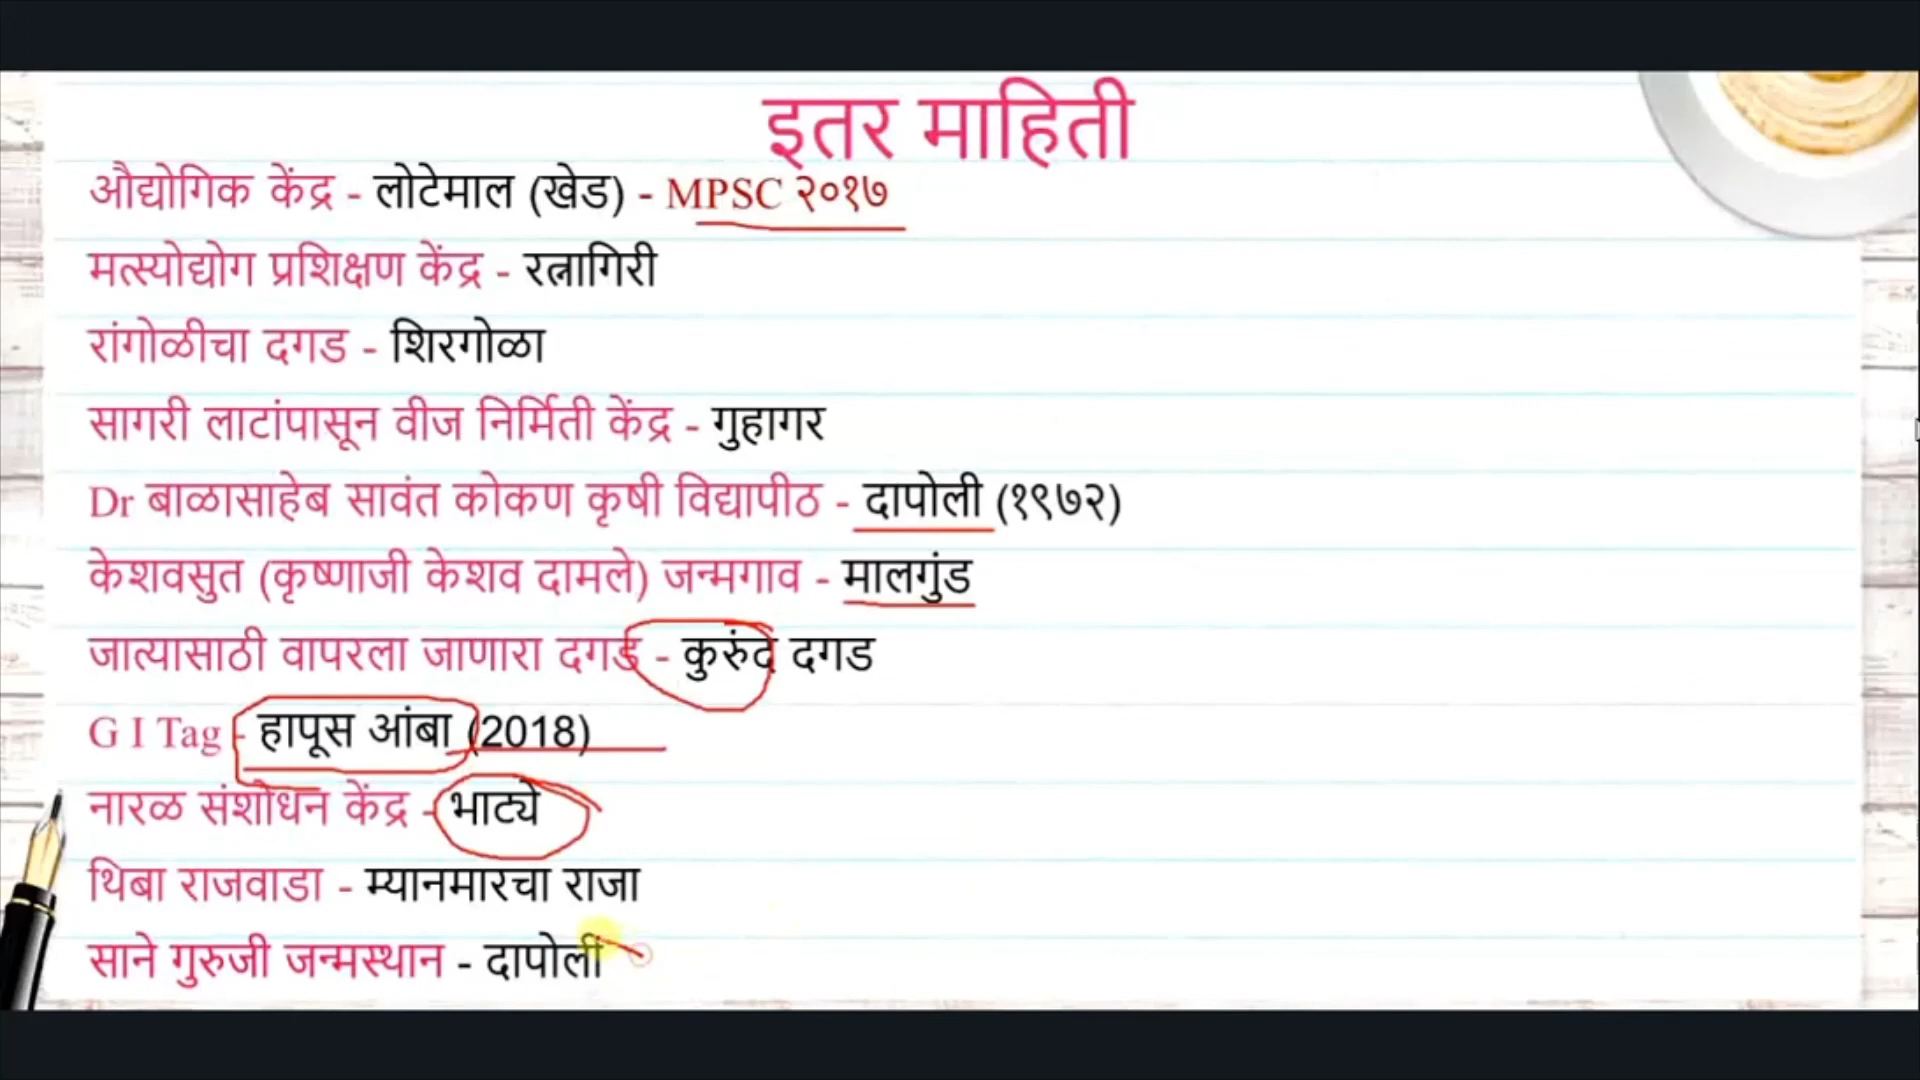 इतर माहिती
औद्योगिक केंद्र - लोटेमाल (खेड) - MPSC २०१७
मत्स्योद्योग प्रशिक्षण केंद्र - रत्नागिरी
रांगोळीचा दगड - शिरगोळा
सागरी लाटांपासून वीज निर्मिती केंद्र - गुहागर
Dr बाळासाहेब सावंत कोकण कृषी विद्यापीठ - दापोली (१९७२)
केशवसुत (कृष्णाजी केशव दामले) जन्मगाव - मालगुंड
जात्यासाठी वापरला जाणारा दगड - कुरुंद दगड
G I Tag - हापूस आंबा (2018)
नारळ संशोधन केंद्र - भाट्ये
थिबा राजवाडा - म्यानमारचा राजा
साने गुरुजी जन्मस्थान - दापोली